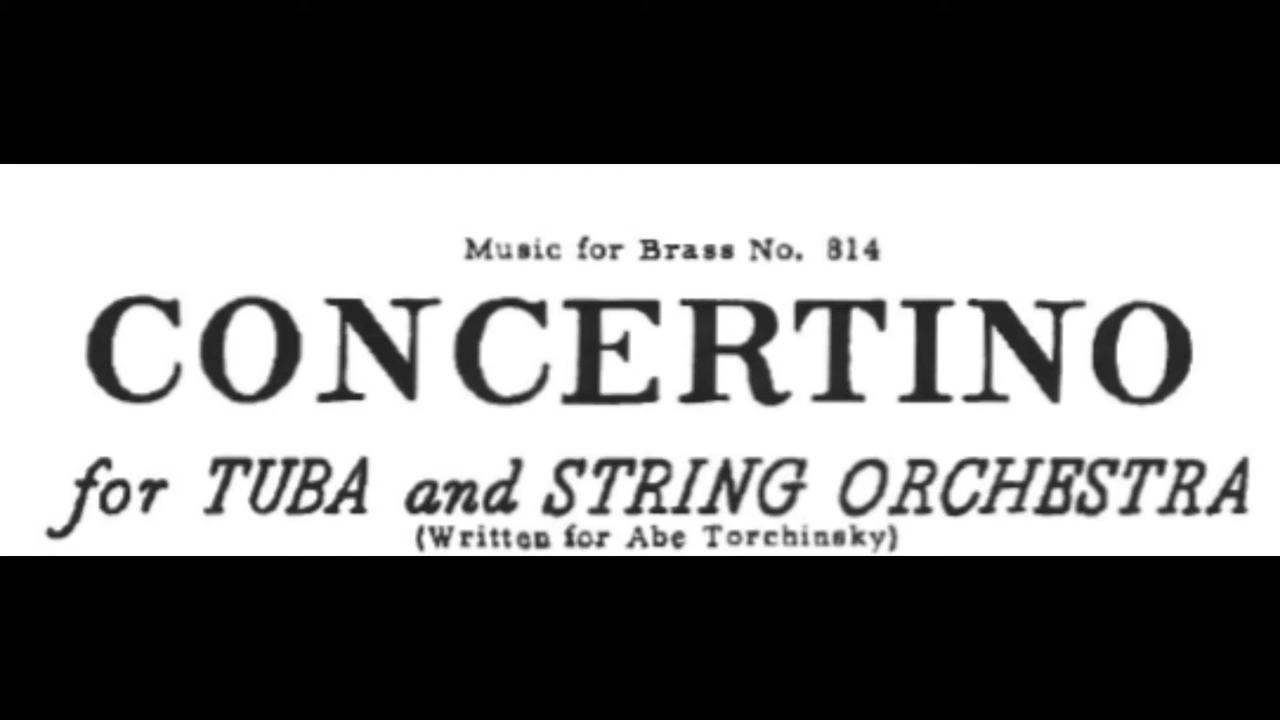 Music for Brass No. 814
CONCERTINO
for TUBA and STRING ORCHESTRA
(Written for Abe Torchinsky)